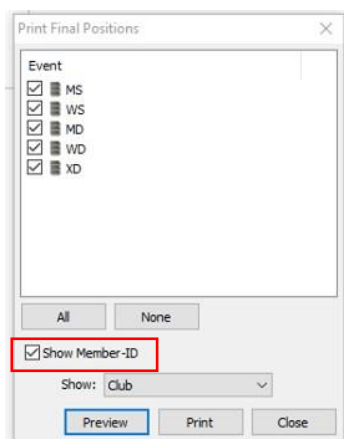 Print Final Positions
Event
MS
WS
MD
WD
XD
All None
Show Member-ID
Show: Club
Preview Print Close